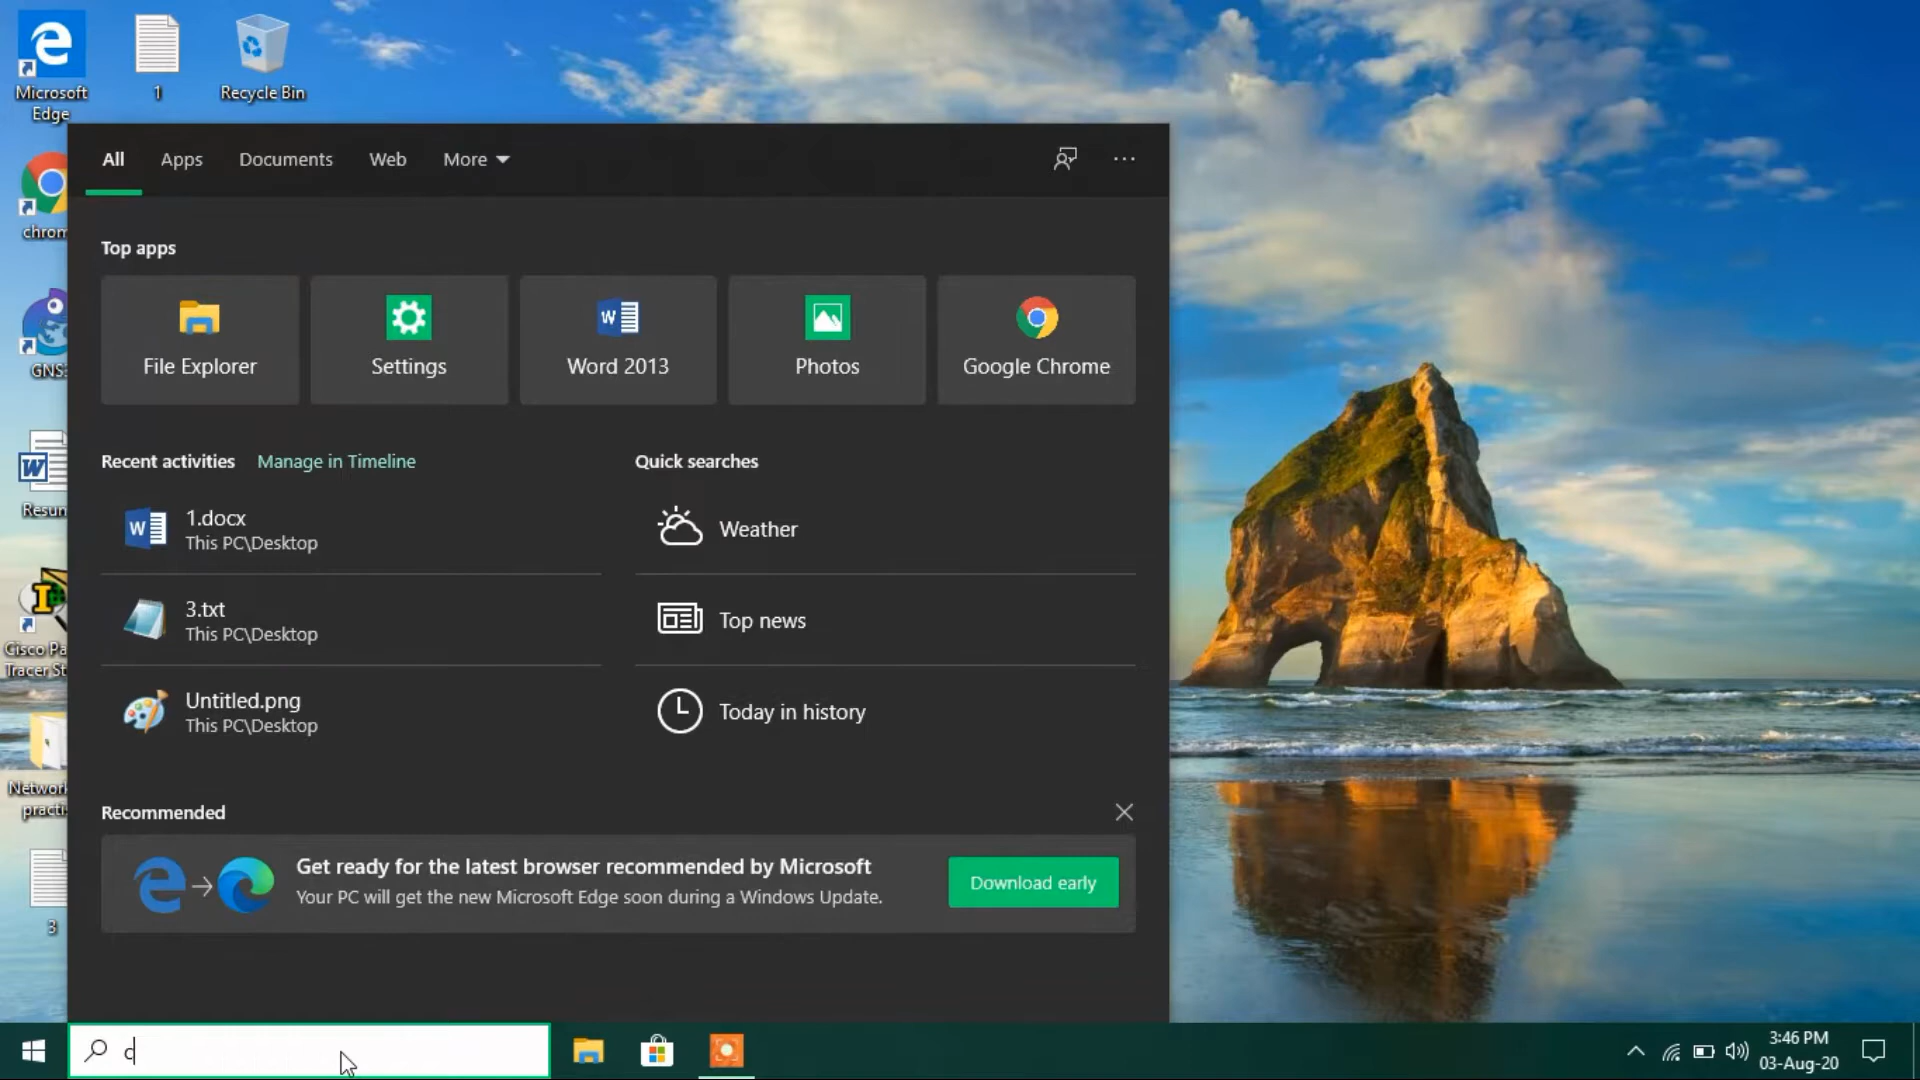 Microsoft
Edge
1
Recycle Bin
chrom
GNS
Resum
Cisco Pa
Tracer St
Network
practi
3
All
Apps
Documents
Web
More
Top apps
File Explorer
Settings
Word 2013
Photos
Google Chrome
Recent activities
Manage in Timeline
1.docx
This PC\Desktop
3.txt
This PC\Desktop
Untitled.png
This PC\Desktop
Quick searches
Weather
Top news
Today in history
Recommended
Get ready for the latest browser recommended by Microsoft
Your PC will get the new Microsoft Edge soon during a Windows Update.
Download early
c
3:46 PM
03-Aug-20